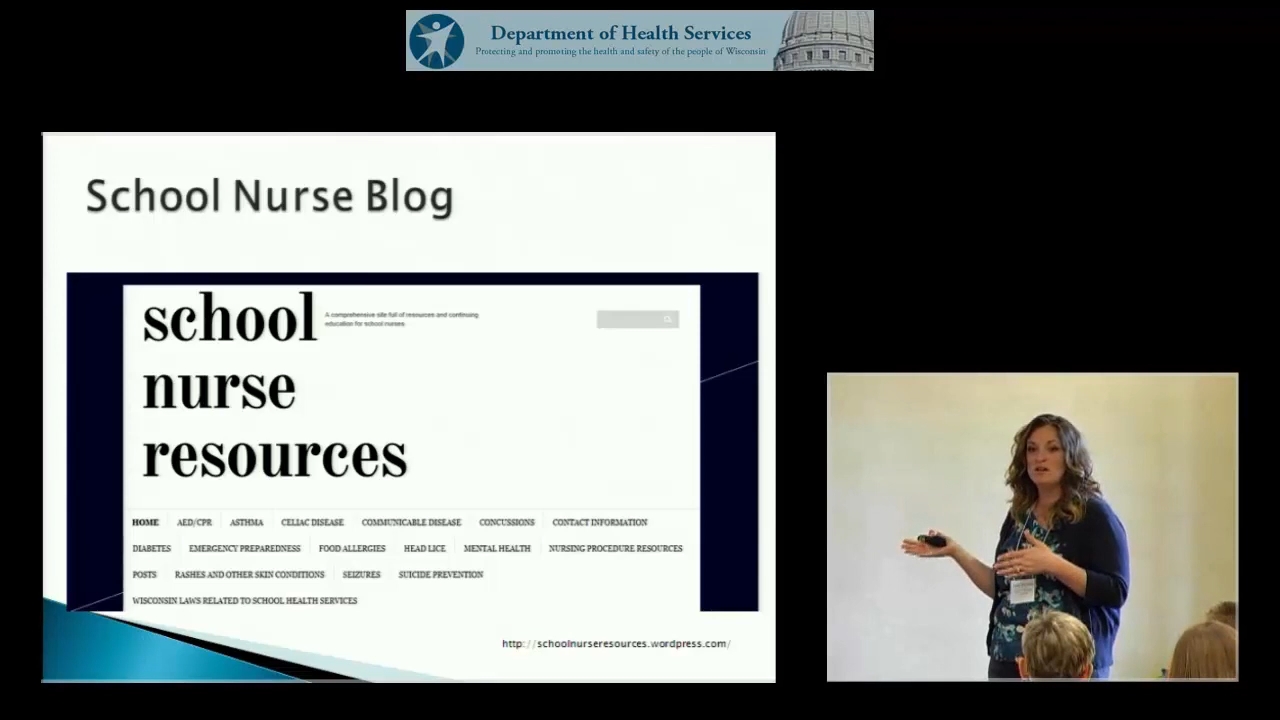 Department of Health Services
Protecting and promoting the health and safety of the people of Wisconsin
School Nurse Blog
school
A comprehensive site full of resources and continuing
education for school nurses.
nurse
resources
HOME AED/CPR ASTHMA CELIAC DISEASE COMMUNICABLE DISEASE CONCUSSIONS CONTACT INFORMATION
DIABETES EMERGENCY PREPAREDNESS FOOD ALLERGIES HEAD LICE MENTAL HEALTH NURSING PROCEDURE RESOURCES
POSTS RASHES AND OTHER SKIN CONDITIONS SEIZURES SUICIDE PREVENTION
WISCONSIN LAWS RELATED TO SCHOOL HEALTH SERVICES
http://schoolnurseresources.wordpress.com/